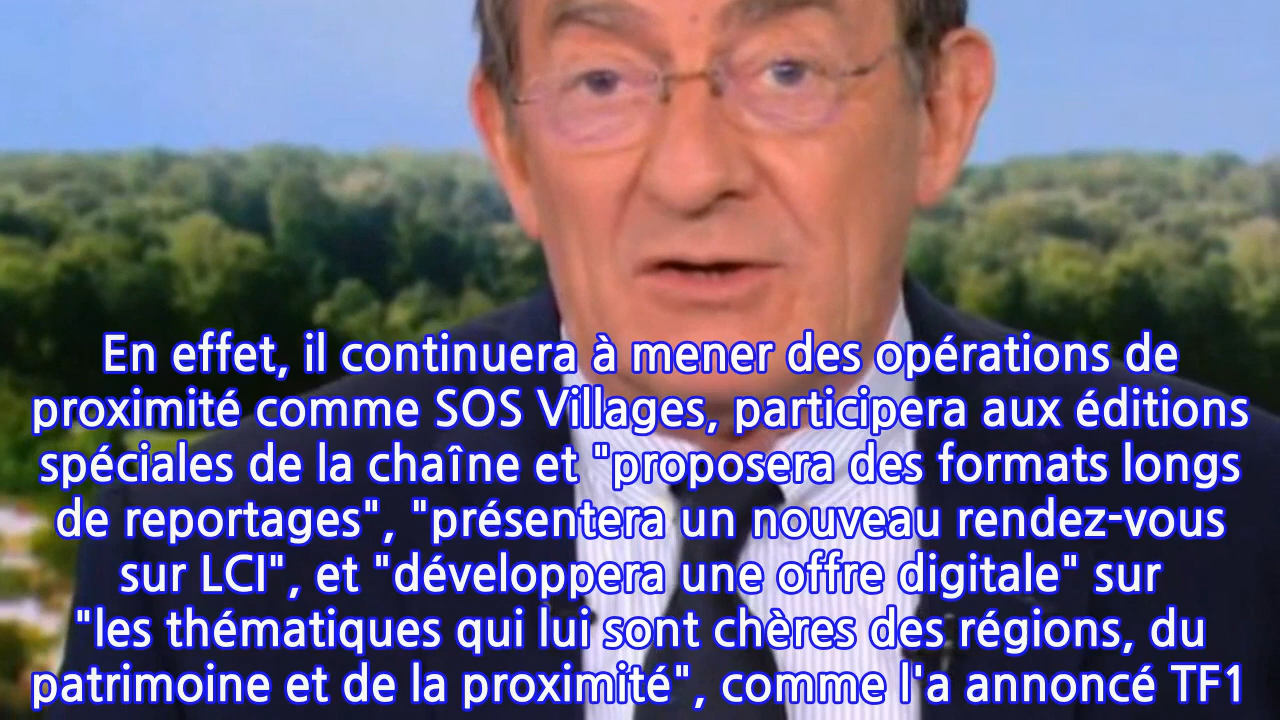 En effet, il continuera à mener des opérations de
proximité comme SOS Villages, participera aux éditions
spéciales de la chaîne et "proposera des formats longs
de reportages", "présentera un nouveau rendez-vous
sur LCI", et "développera une offre digitale" sur
"les thématiques qui lui sont chères des régions, du
patrimoine et de la proximité", comme l'a annoncé TF1